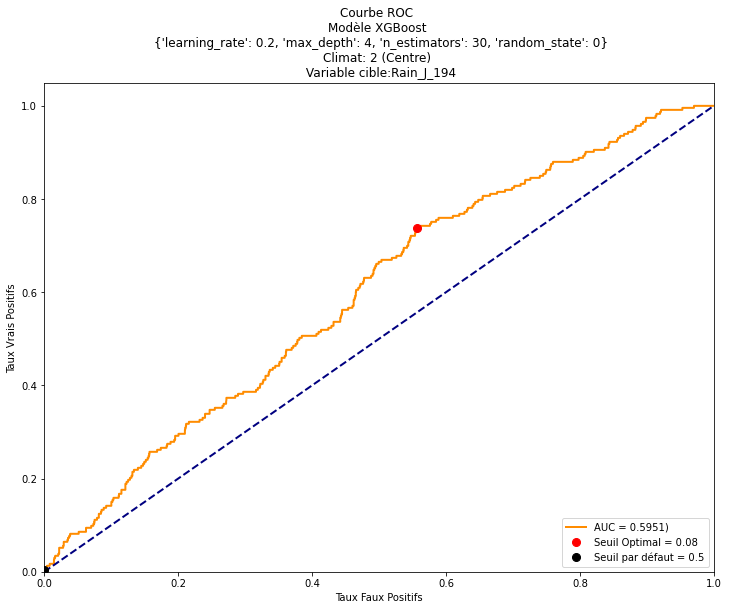 Courbe ROC
Modèle XGBoost
{'learning_rate': 0.2, 'max_depth': 4, 'n_estimators': 30, 'random_state': 0}
Climat: 2 (Centre)
Variable cible:Rain_J_194
Taux Vrais Positifs
1.0
0.8
0.6
0.4
0.2
0.0
0.0 0.2 0.4 0.6 0.8 1.0
Taux Faux Positifs
AUC = 0.5951)
Seuil Optimal = 0.08
Seuil par défaut = 0.5